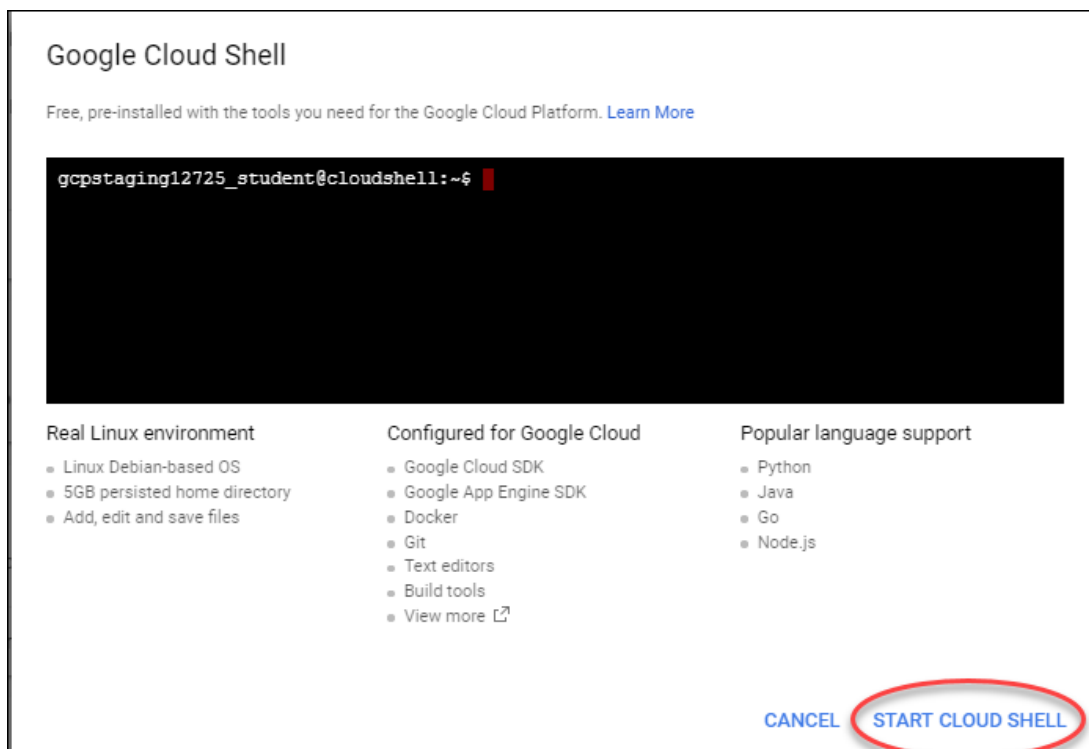 Google Cloud Shell
Free, pre-installed with the tools you need for the Google Cloud Platform. Learn More
gcpstaging12725_student@cloudshell:~$
Real Linux environment
Linux Debian-based OS
5GB persisted home directory
Add, edit and save files
Configured for Google Cloud
Google Cloud SDK
Google App Engine SDK
Docker
Git
Text editors
Build tools
View more
Popular language support
Python
Java
Go
Node.js
CANCEL START CLOUD SHELL